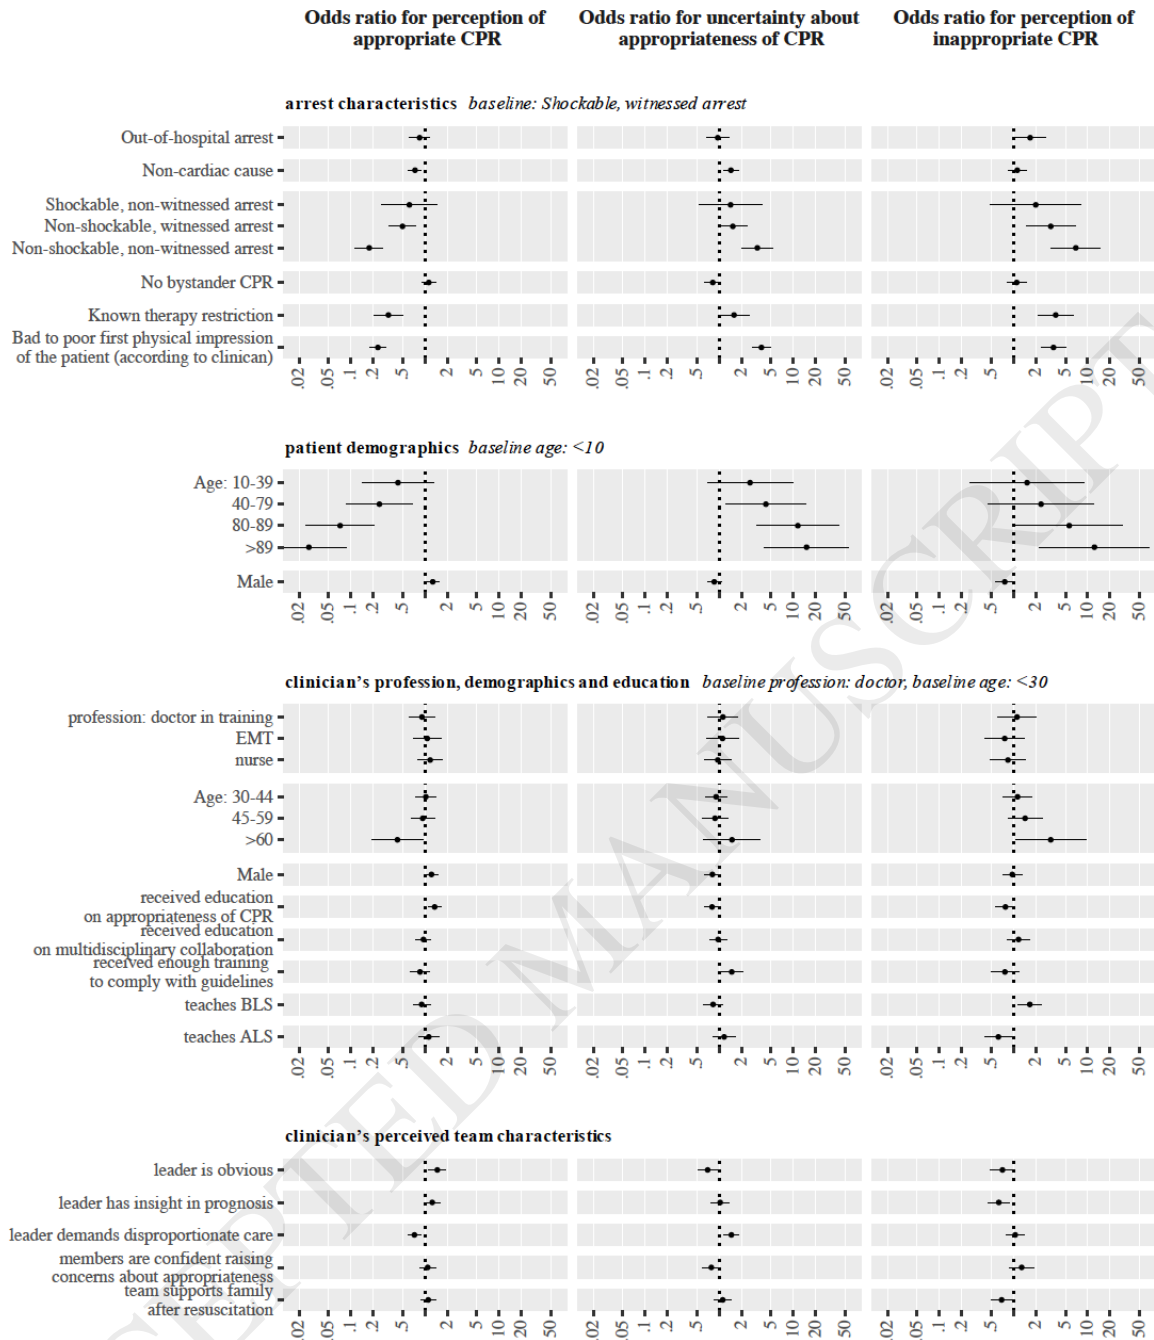 Odds ratio for perception of appropriate CPR
Odds ratio for uncertainty about appropriateness of CPR
Odds ratio for perception of inappropriate CPR
arrest characteristics baseline: Shockable, witnessed arrest
Out-of-hospital arrest
Non-cardiac cause
Shockable, non-witnessed arrest
Non-shockable, witnessed arrest
Non-shockable, non-witnessed arrest
No bystander CPR
Known therapy restriction
Bad to poor first physical impression
of the patient (according to clinican)
.02 .05 .1 .2 .5 2 5 10 20 50
.02 .05 .1 .2 .5 2 5 10 20 50
.02 .05 .1 .2 .5 2 5 10 20 50
patient demographics baseline age: <10
Age: 10-39
40-79
80-89
>89
Male
.02 .05 .1 .2 .5 2 5 10 20 50
.02 .05 .1 .2 .5 2 5 10 20 50
.02 .05 .1 .2 .5 2 5 10 20 50
clinician's profession, demographics and education baseline profession: doctor, baseline age: <30
profession: doctor in training
EMT
nurse
Age: 30-44
45-59
>60
Male
received education
on appropriateness of CPR
received education
on multidisciplinary collaboration
received enough training
to comply with guidelines
teaches BLS
teaches ALS
.02 .05 .1 .2 .5 2 5 10 20 50
.02 .05 .1 .2 .5 2 5 10 20 50
.02 .05 .1 .2 .5 2 5 10 20 50
clinician's perceived team characteristics
leader is obvious
leader has insight in prognosis
leader demands disproportionate care
members are confident raising
concerns about appropriateness
team supports family
after resuscitation
.02 .05 .1 .2 .5 2 5 10 20 50
.02 .05 .1 .2 .5 2 5 10 20 50
.02 .05 .1 .2 .5 2 5 10 20 50
CEPTED MANUSCRIPT